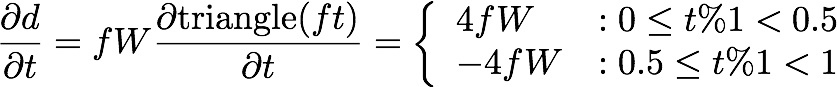 ∂d/∂t = fW ∂triangle(ft)/∂t = { 4fW : 0 ≤ t%1 < 0.5
−4fW : 0.5 ≤ t%1 < 1